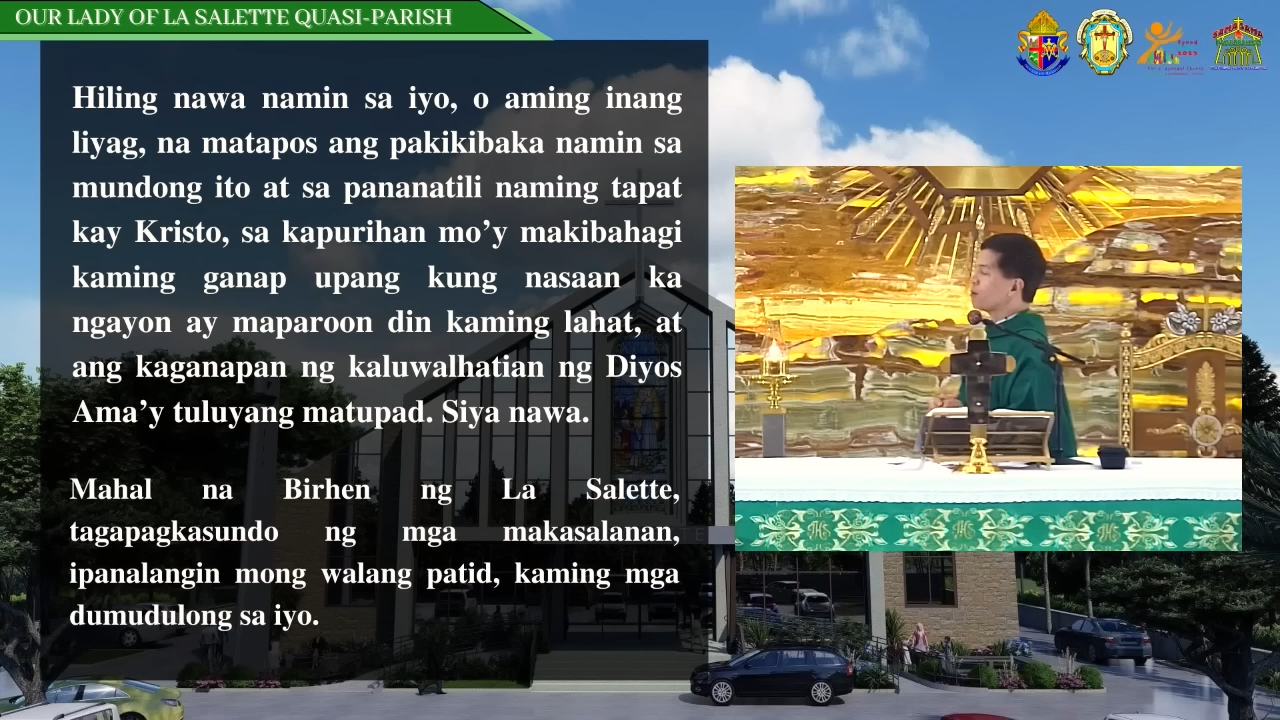 OUR LADY OF LA SALETTE QUASI-PARISH
Hiling nawa namin sa iyo, o aming inang
liyag, na matapos ang pakikibaka namin sa
mundong ito at sa pananatili naming tapat
kay Kristo, sa kapurihan mo’y makibahagi
kaming ganap upang kung nasaan ka
ngayon ay maparoon din kaming lahat, at
ang kaganapan ng kaluwalhatian ng Diyos
Ama’y tuluyang matupad. Siya nawa.
Mahal na Birhen ng La Salette,
tagapagkasundo ng mga makasalanan,
ipanalangin mong walang patid, kaming mga
dumudulong sa iyo.